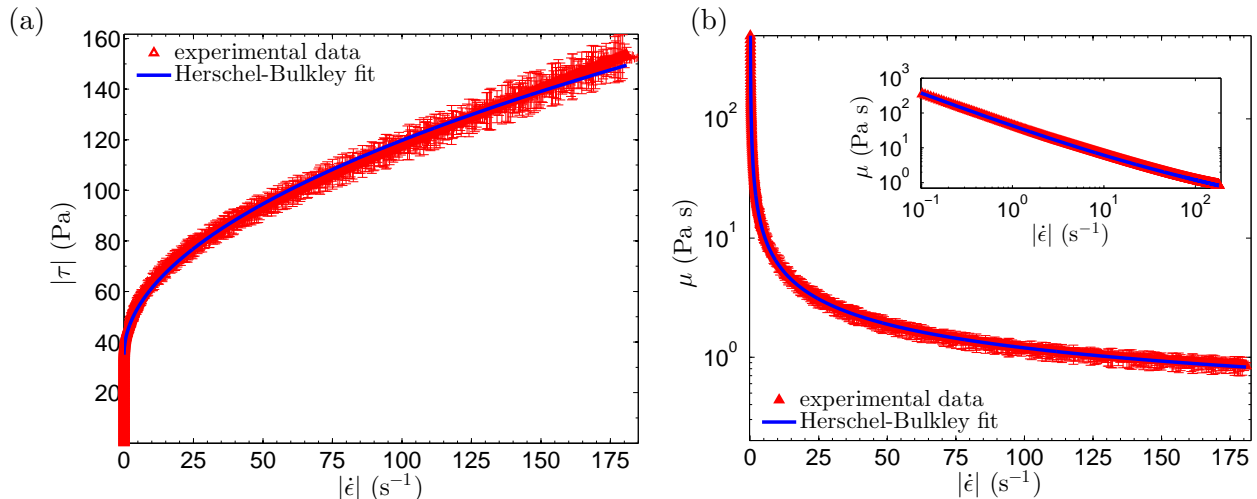 (a)
160
140
120
100
80
60
40
20
0
25
50
75
100
125
150
175
|τ| (Pa)
|ϵ̇| (s⁻¹)
experimental data
Herschel-Bulkley fit
(b)
10²
10¹
10⁰
0
25
50
75
100
125
150
175
μ (Pa s)
|ϵ̇| (s⁻¹)
experimental data
Herschel-Bulkley fit
10³
10²
10¹
10⁰
10⁻¹
10⁰
10¹
10²
μ (Pa s)
|ϵ̇| (s⁻¹)